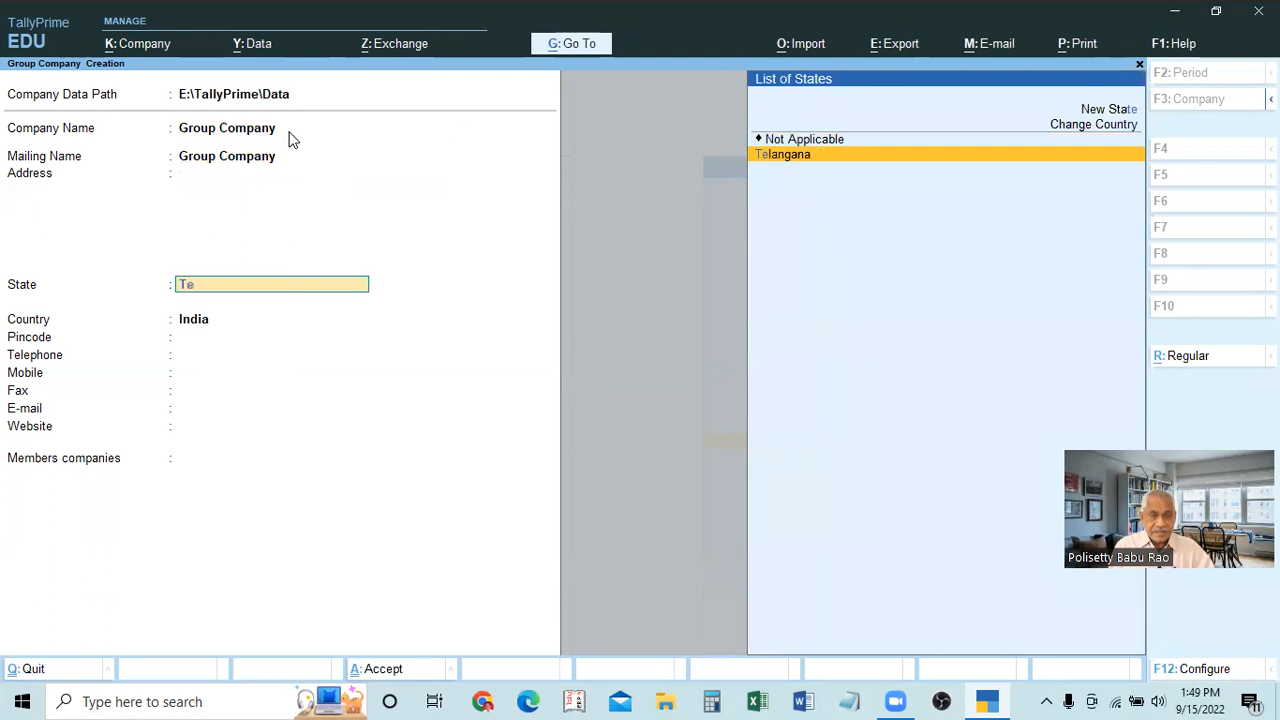 TallyPrime
EDU
MANAGE
K: Company
Y: Data
Z: Exchange
G: Go To
O: Import
E: Export
M: E-mail
P: Print
F1: Help
Group Company Creation
Company Data Path : E:\TallyPrime\Data
Company Name : Group Company
Mailing Name : Group Company
Address :
State : Te
Country : India
Pincode :
Telephone :
Mobile :
Fax :
E-mail :
Website :
Members companies :
List of States
New State
Change Country
♦ Not Applicable
Telangana
F2: Period
F3: Company
F4
F5
F6
F7
F8
F9
F10
R: Regular
Polisetty Babu Rao
Q: Quit
A: Accept
F12: Configure
Type here to search
1:49 PM
9/15/2022
11